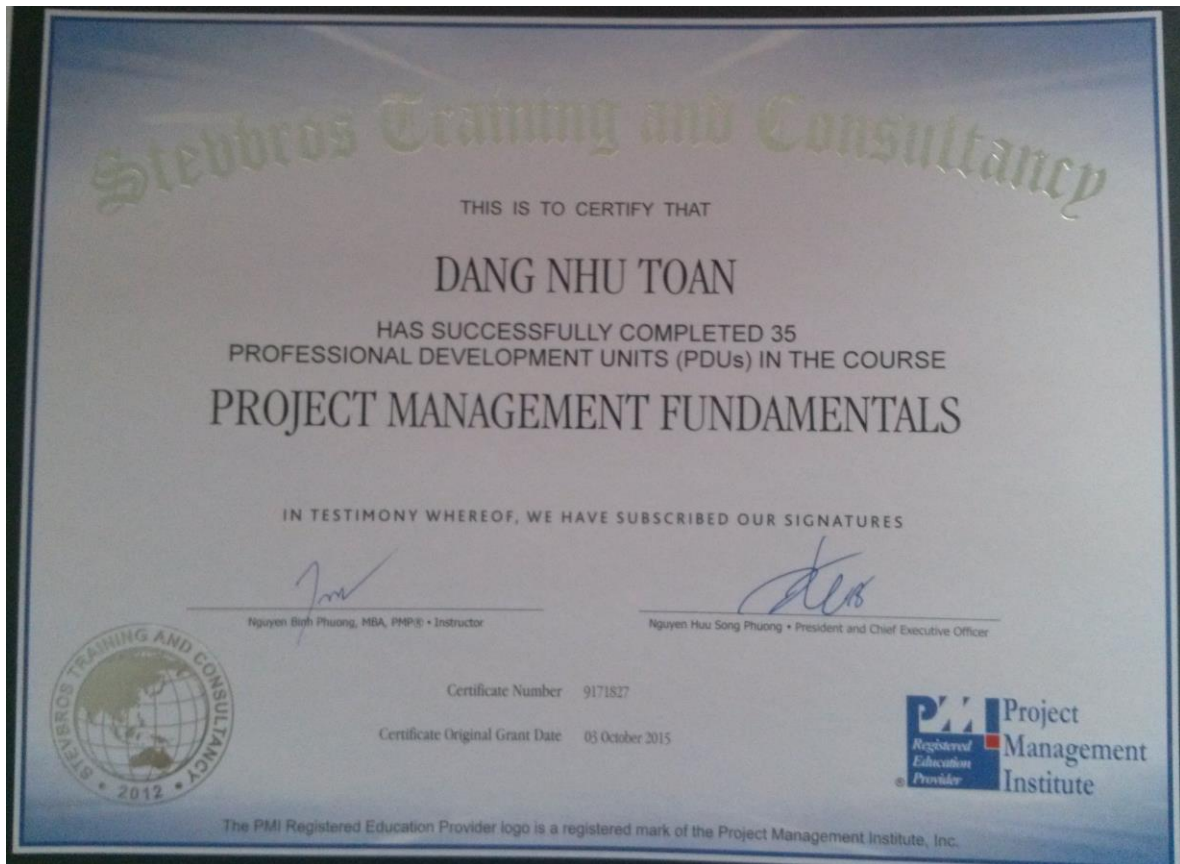 Stevbros Training and Consultancy
THIS IS TO CERTIFY THAT
DANG NHU TOAN
HAS SUCCESSFULLY COMPLETED 35
PROFESSIONAL DEVELOPMENT UNITS (PDUs) IN THE COURSE
PROJECT MANAGEMENT FUNDAMENTALS
IN TESTIMONY WHEREOF, WE HAVE SUBSCRIBED OUR SIGNATURES
Nguyen Binh Phuong, MBA, PMP® • Instructor
Nguyen Huu Song Phuong • President and Chief Executive Officer
STEVBROS TRAINING AND CONSULTANCY
• 2012 •
Certificate Number 9171827
Certificate Original Grant Date 03 October 2015
PMI
Registered
Education
® Provider
Project
Management
Institute
The PMI Registered Education Provider logo is a registered mark of the Project Management Institute, Inc.